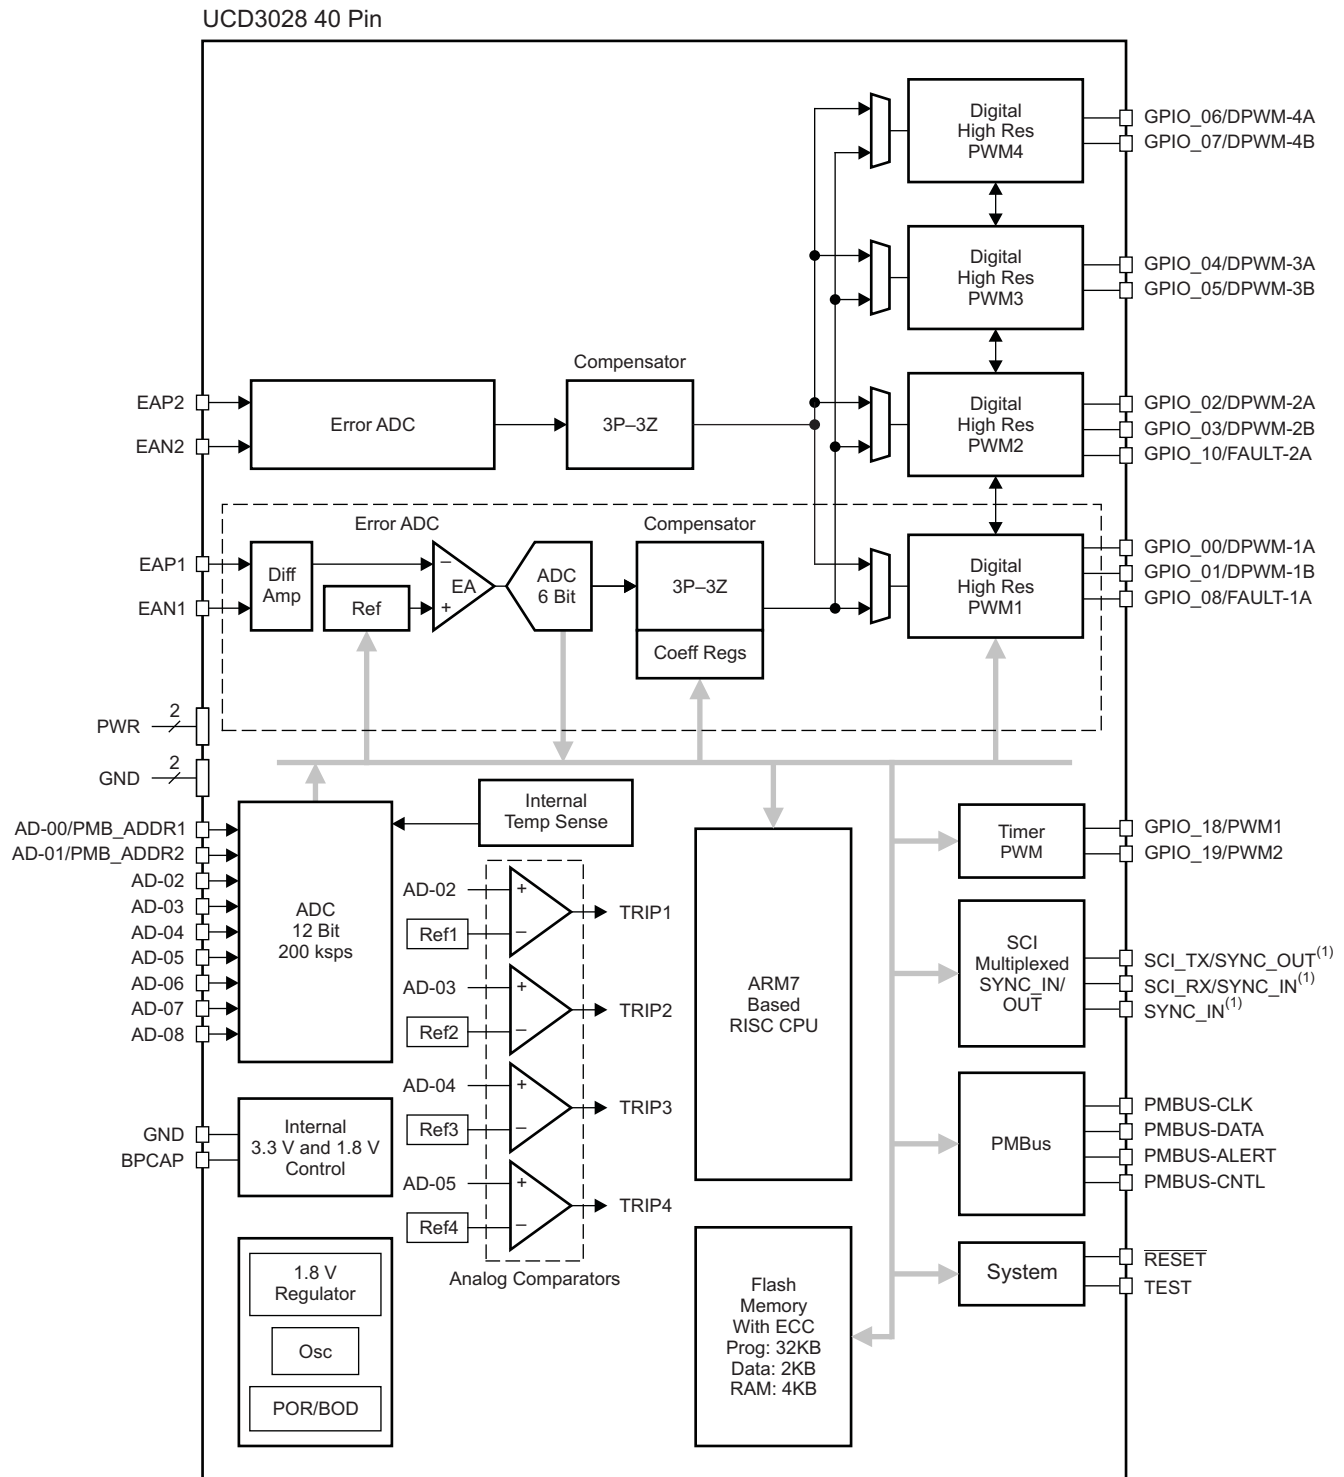 UCD3028 40 Pin
Digital
High Res
PWM4
GPIO_06/DPWM-4A
GPIO_07/DPWM-4B
Digital
High Res
PWM3
GPIO_04/DPWM-3A
GPIO_05/DPWM-3B
Compensator
EAP2
EAN2
Error ADC
3P–3Z
Digital
High Res
PWM2
GPIO_02/DPWM-2A
GPIO_03/DPWM-2B
GPIO_10/FAULT-2A
Error ADC
Compensator
EAP1
EAN1
Diff
Amp
Ref
–
EA
+
ADC
6 Bit
3P–3Z
Coeff Regs
Digital
High Res
PWM1
GPIO_00/DPWM-1A
GPIO_01/DPWM-1B
GPIO_08/FAULT-1A
PWR
2
GND
2
AD-00/PMB_ADDR1
AD-01/PMB_ADDR2
AD-02
AD-03
AD-04
AD-05
AD-06
AD-07
AD-08
ADC
12 Bit
200 ksps
Internal
Temp Sense
AD-02
+
Ref1
–
TRIP1
AD-03
+
Ref2
–
TRIP2
AD-04
+
Ref3
–
TRIP3
AD-05
+
Ref4
–
TRIP4
Analog Comparators
ARM7
Based
RISC CPU
Timer
PWM
GPIO_18/PWM1
GPIO_19/PWM2
SCI
Multiplexed
SYNC_IN/
OUT
SCI_TX/SYNC_OUT(1)
SCI_RX/SYNC_IN(1)
SYNC_IN(1)
GND
BPCAP
Internal
3.3 V and 1.8 V
Control
PMBus
PMBUS-CLK
PMBUS-DATA
PMBUS-ALERT
PMBUS-CNTL
1.8 V
Regulator
Osc
POR/BOD
Flash
Memory
With ECC
Prog: 32KB
Data: 2KB
RAM: 4KB
System
RESET
TEST